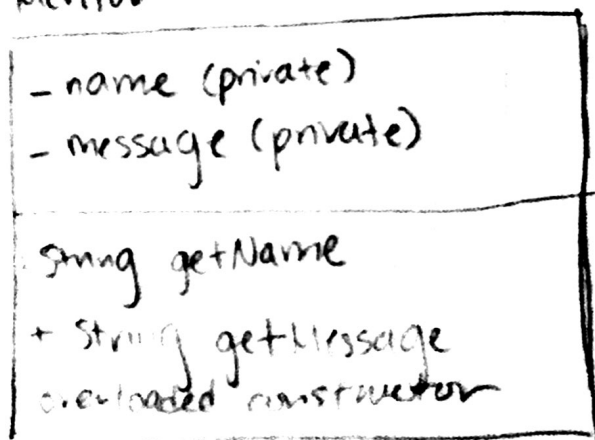 - name (private)
- message (private)
String getName
+ String getMessage
overloaded constructor